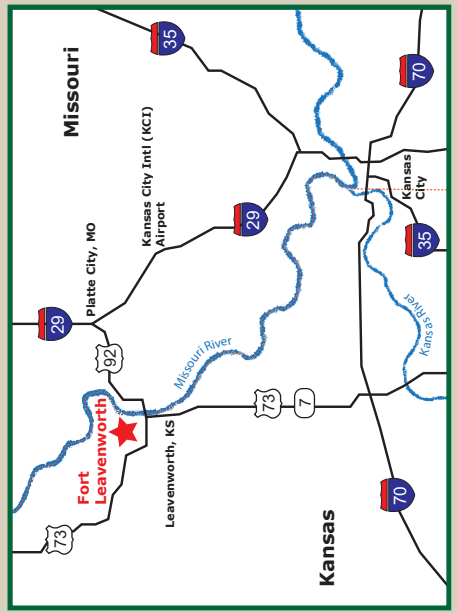 Missouri
35
70
Kansas City Intl (KCI)
Airport
Platte City, MO
29
29
92
Missouri River
Kansas
City
35
Kansas River
Fort
Leavenworth
73
Leavenworth, KS
73
7
Kansas
70